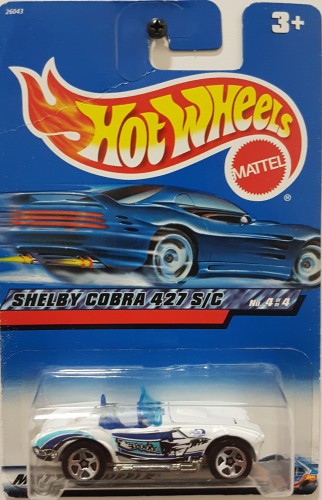 26043
3+
HOT WHEELS
MATTEL
®
SHELBY COBRA 427 S/C
No. 4:4